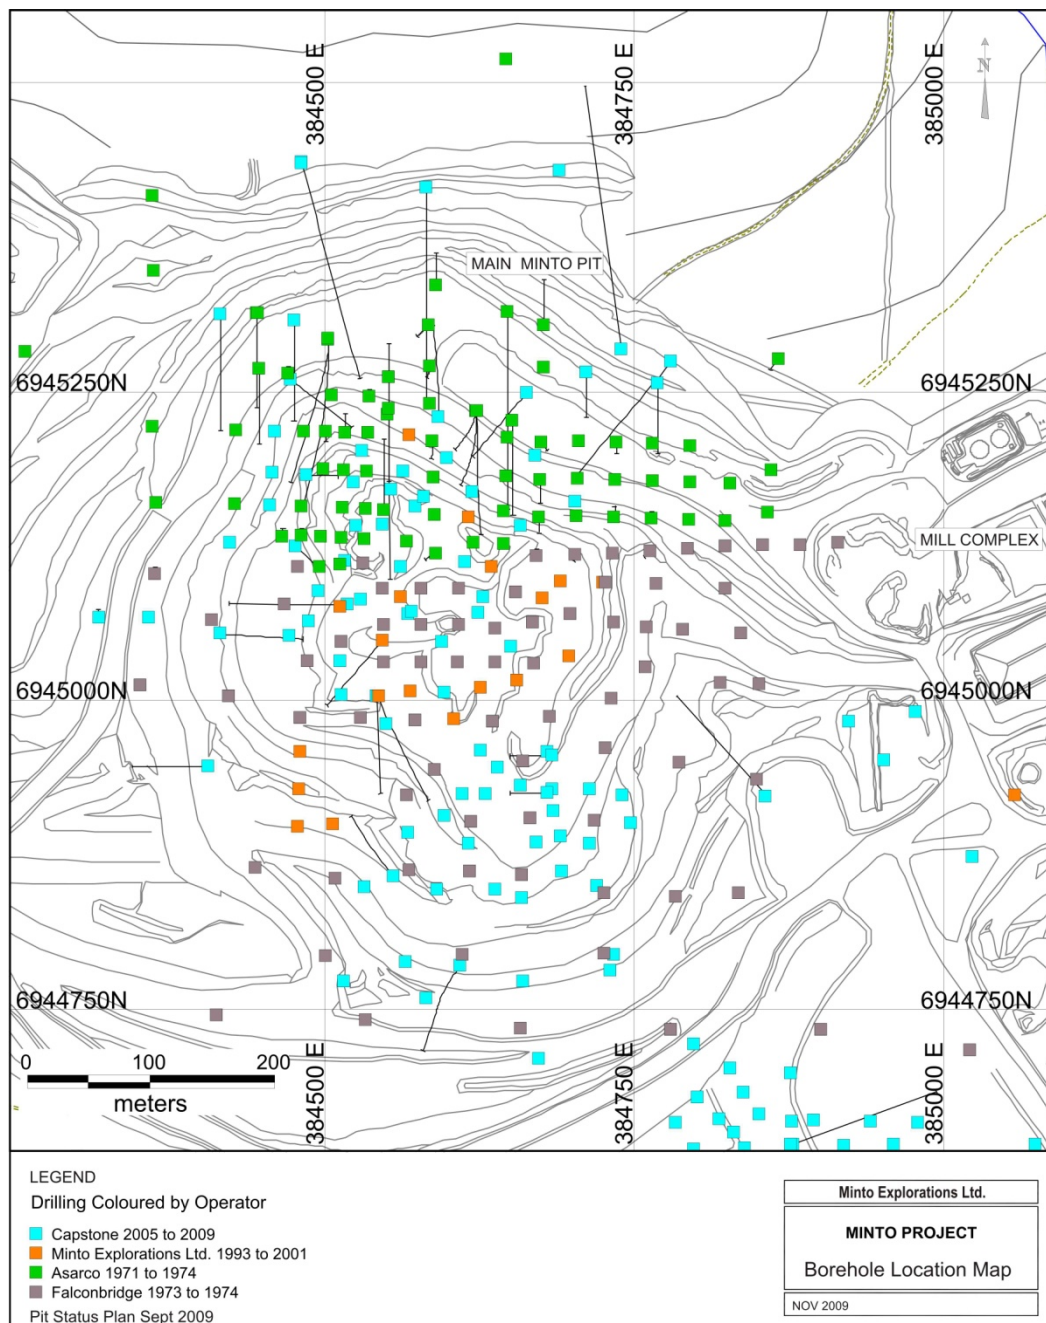 384500 E
384750 E
385000 E
N
MAIN MINTO PIT
6945250N
6945250N
MILL COMPLEX
6945000N
6945000N
6944750N
6944750N
0 100 200
meters
384500 E
384750 E
385000 E
LEGEND
Drilling Coloured by Operator
Capstone 2005 to 2009
Minto Explorations Ltd. 1993 to 2001
Asarco 1971 to 1974
Falconbridge 1973 to 1974
Pit Status Plan Sept 2009
Minto Explorations Ltd.
MINTO PROJECT
Borehole Location Map
NOV 2009